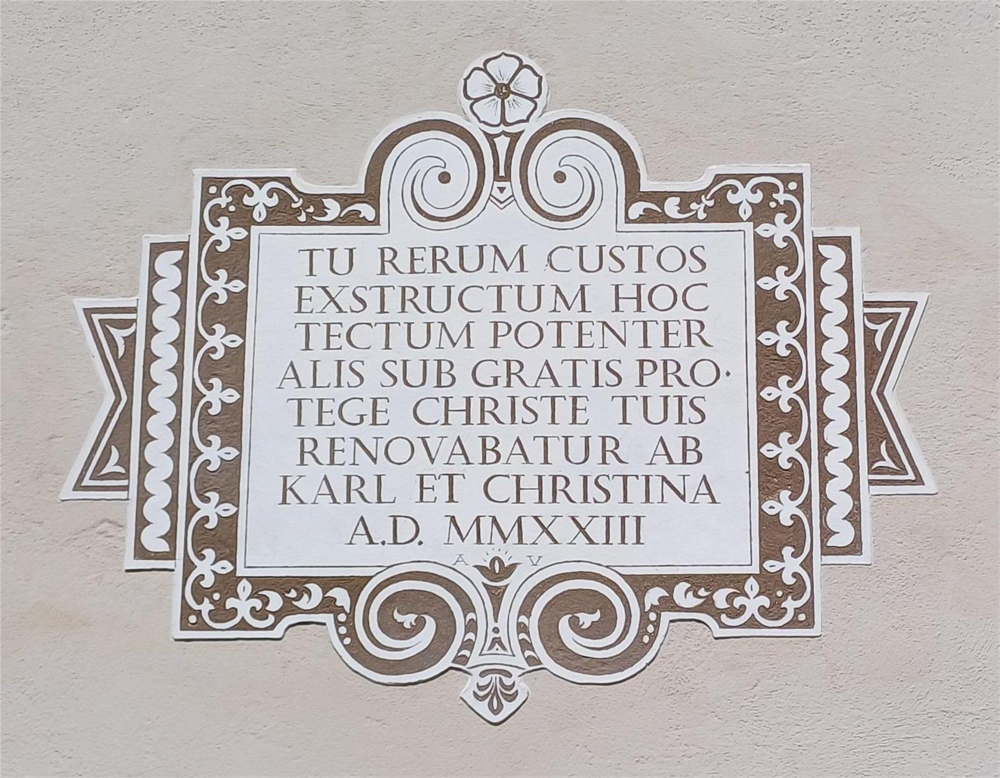 TU RERUM CUSTOS
EXSTRUCTUM HOC
TECTUM POTENTER
ALIS SUB GRATIS PRO·
TEGE CHRISTE TUIS
RENOVABATUR AB
KARL ET CHRISTINA
A.D. MMXXIII
A V